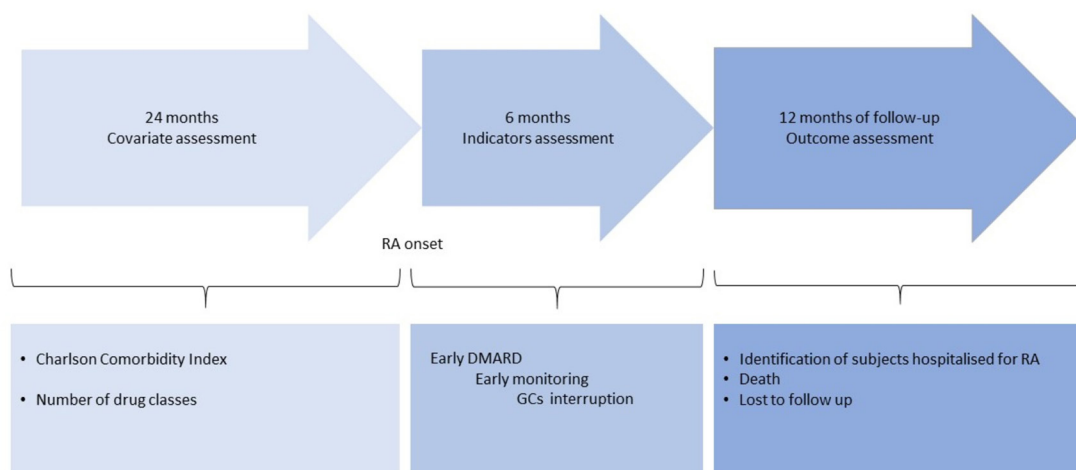 24 months
Covariate assessment
6 months
Indicators assessment
12 months of follow-up
Outcome assessment
RA onset
• Charlson Comorbidity Index
• Number of drug classes
Early DMARD
Early monitoring
GCs interruption
• Identification of subjects hospitalised for RA
• Death
• Lost to follow up